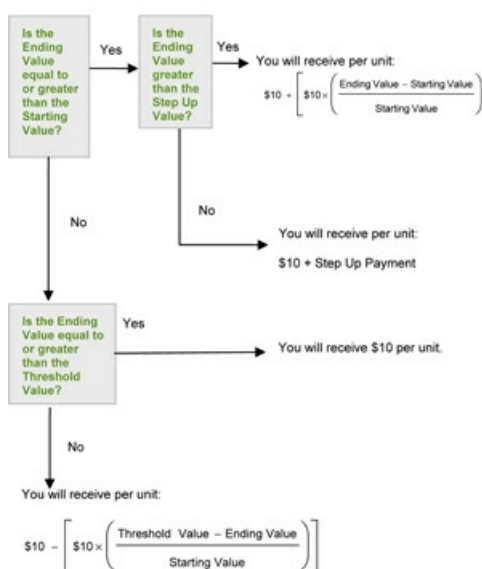 Is the
Ending
Value
equal to
or greater
than the
Starting
Value?
Yes
Is the
Ending
Value
greater
than the
Step Up
Value?
Yes
You will receive per unit:
$10 + [ $10 × ( Ending Value − Starting Value
Starting Value )
No
No
You will receive per unit:
$10 + Step Up Payment
Is the Ending
Value equal to
or greater
than the
Threshold
Value?
Yes
You will receive $10 per unit.
No
You will receive per unit:
$10 − [ $10 × ( Threshold Value − Ending Value
Starting Value ) ]